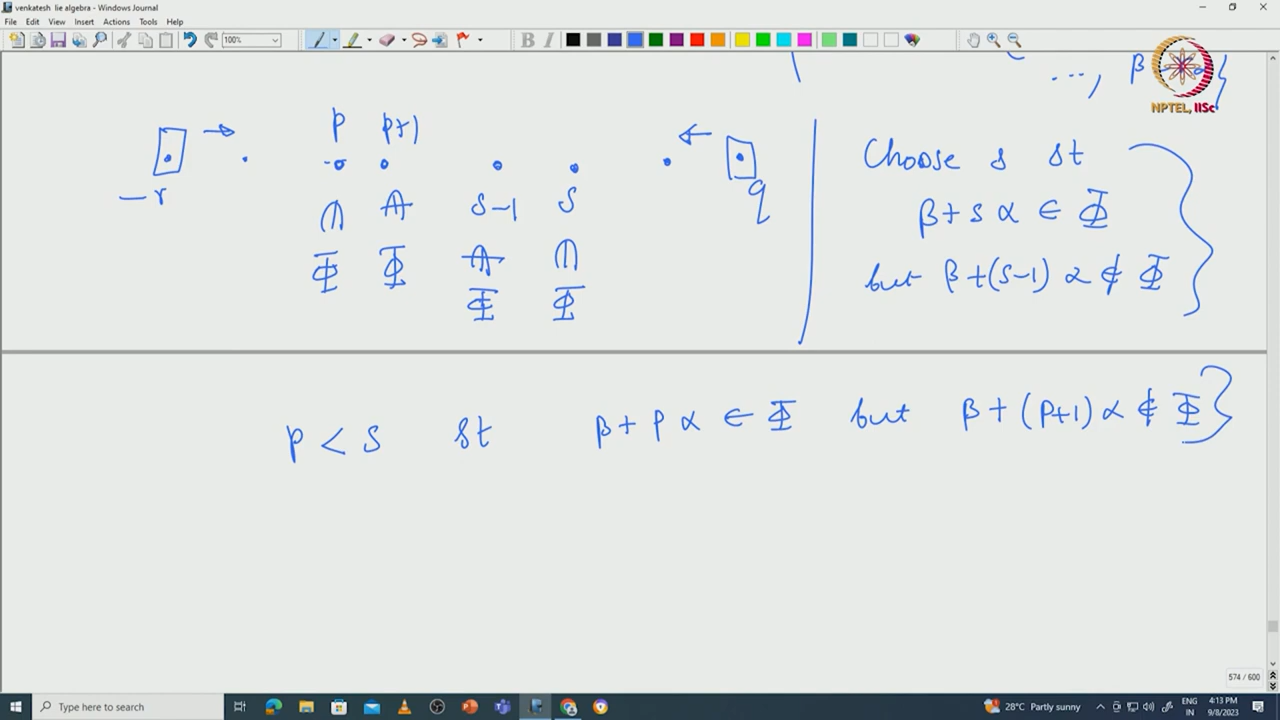 venkatesh lie algebra - Windows Journal
File Edit View Insert Actions Tools Help
100%
B I
NPTEL, IISc
..., β - α}
p p+1
-r s-1 s q
∈ ∉ ∉ ∈
Φ Φ Φ Φ
Choose s st
β + s α ∈ Φ
but β + (s-1) α ∉ Φ
p < s st β + p α ∈ Φ but β + (p+1) α ∉ Φ }
574 / 600
Type here to search
28°C Partly sunny
ENG
IN
4:13 PM
9/8/2023